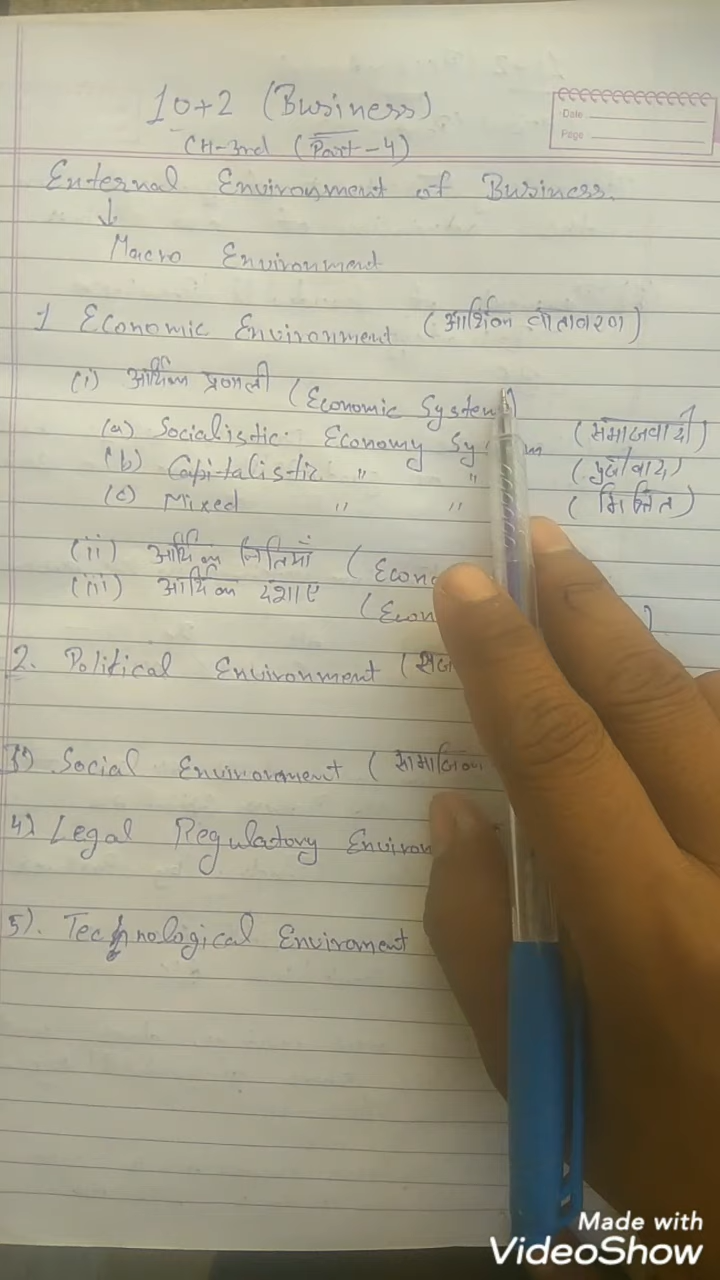 10+2 (Business)
Date
Page
CH-3rd (Part-4)
External Environment of Business.
↓
Macro Environment
1 Economic Environment (आर्थिक वातावरण)
(i) आर्थिक प्रणाली (Economic System)
(a) Socialistic Economy Sy m (समाजवादी)
(b) Capitalistic " " (पुंजीवाद)
(c) Mixed " " (मिश्रित)
(ii) आर्थिक नितियाँ (Econo
(iii) आर्थिक दशाए (Econ )
2. Political Environment (राज
3) Social Environment (सामाजिक
4) Legal Regulatory Environ
5). Technological Enviroment
Made with
VideoShow